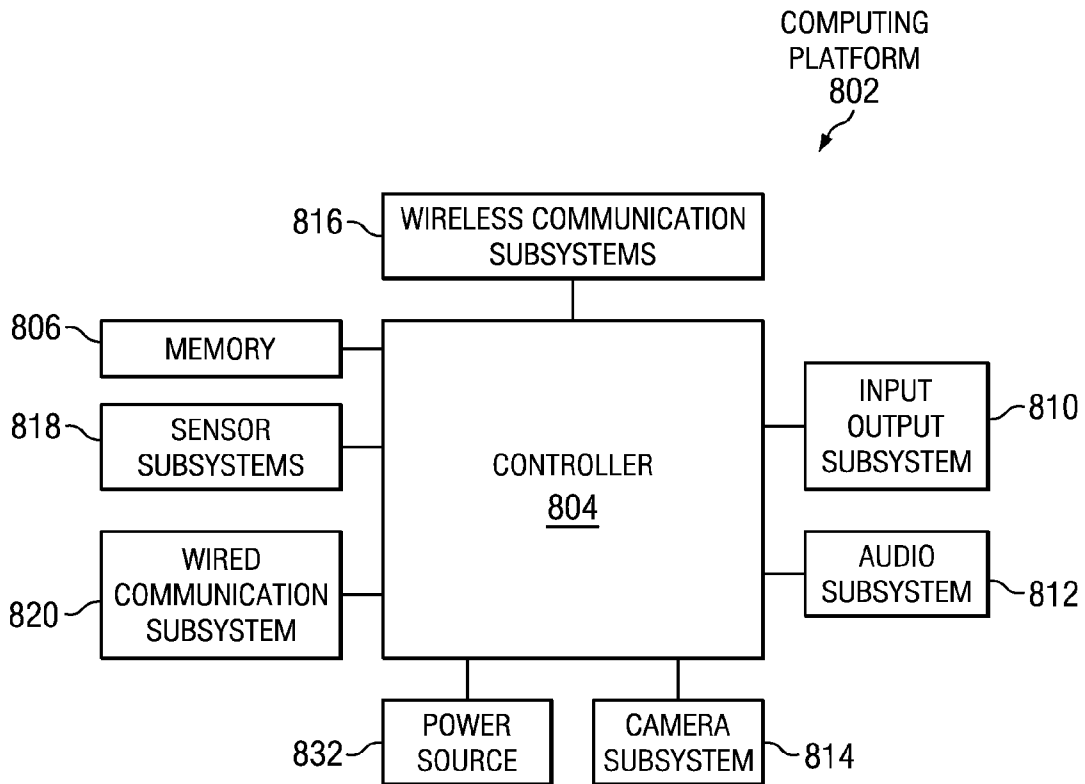 COMPUTING
PLATFORM
802
816
WIRELESS COMMUNICATION
SUBSYSTEMS
806
MEMORY
818
SENSOR
SUBSYSTEMS
820
WIRED
COMMUNICATION
SUBSYSTEM
CONTROLLER
804
INPUT
OUTPUT
SUBSYSTEM
810
AUDIO
SUBSYSTEM
812
832
POWER
SOURCE
CAMERA
SUBSYSTEM
814